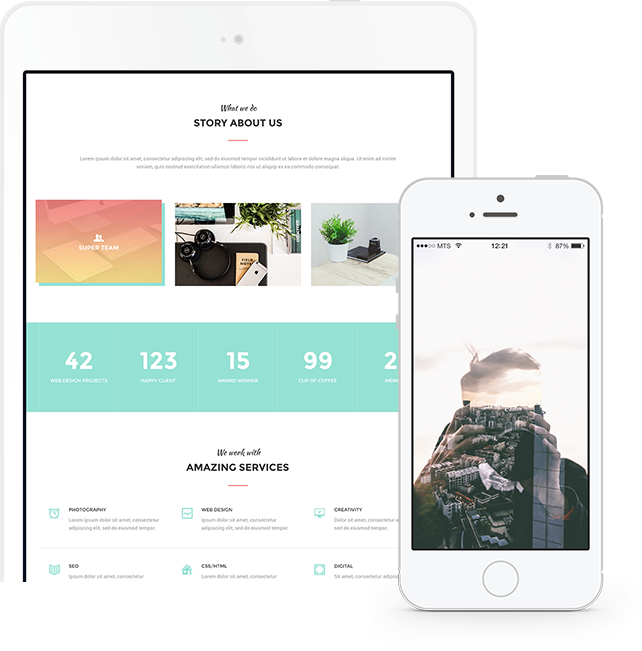 What we do
STORY ABOUT US
Lorem ipsum dolor sit amet, consectetur adipiscing elit, sed do eiusmod tempor incididunt ut labore et dolore magna aliqua. Ut enim ad minim
veniam, quis nostrud exercitation ullamco laboris nisi ut aliquip ex ea commodo consequat.
SUPER TEAM
FIELD NOTES
42 123 15 99 2
WEB DESIGN PROJECTS HAPPY CLIENT AWARD WINNER CUP OF COFFEE MEM
We work with
AMAZING SERVICES
PHOTOGRAPHY
Lorem ipsum dolor sit amet, consectetur
adipiscing elit, sed do eiusmod tempor.
WEB DESIGN
Lorem ipsum dolor sit amet, consectetur
adipiscing elit, sed do eiusmod tempor.
CREATIVITY
Lorem ipsum dolor sit amet, co
adipiscing elit, sed do eiusm
SEO
Ipsum dolor sit amet, consectetur
CSS/HTML
Lorem ipsum dolor sit amet, consectetur
DIGITAL
Sit amet, consectetur adipiscin
MTS 12:21 87%